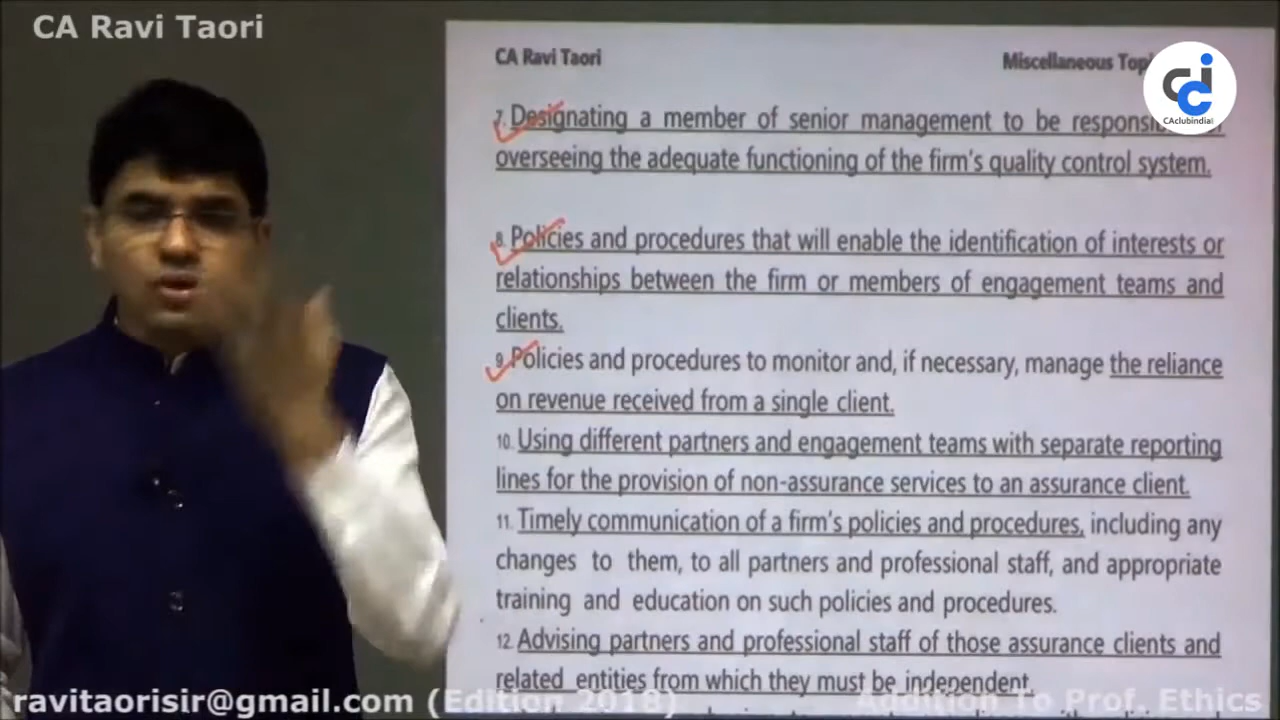 CA Ravi Taori
CA Ravi Taori
Miscellaneous
CAclubindia
7. Designating a member of senior management to be
overseeing the adequate functioning of the firm's quality control system.
8. Policies and procedures that will enable the identification of interests or
relationships between the firm or members of engagement teams and
clients.
9. Policies and procedures to monitor and, if necessary, manage the reliance
on revenue received from a single client.
10. Using different partners and engagement teams with separate reporting
lines for the provision of non-assurance services to an assurance client.
11. Timely communication of a firm's policies and procedures, including any
changes to them, to all partners and professional staff, and appropriate
training and education on such policies and procedures.
12. Advising partners and professional staff of those assurance clients and
related entities from which they must be independent.
ravitaorisir@gmail.com (Edition 2018)
Addition To Prof. Ethics